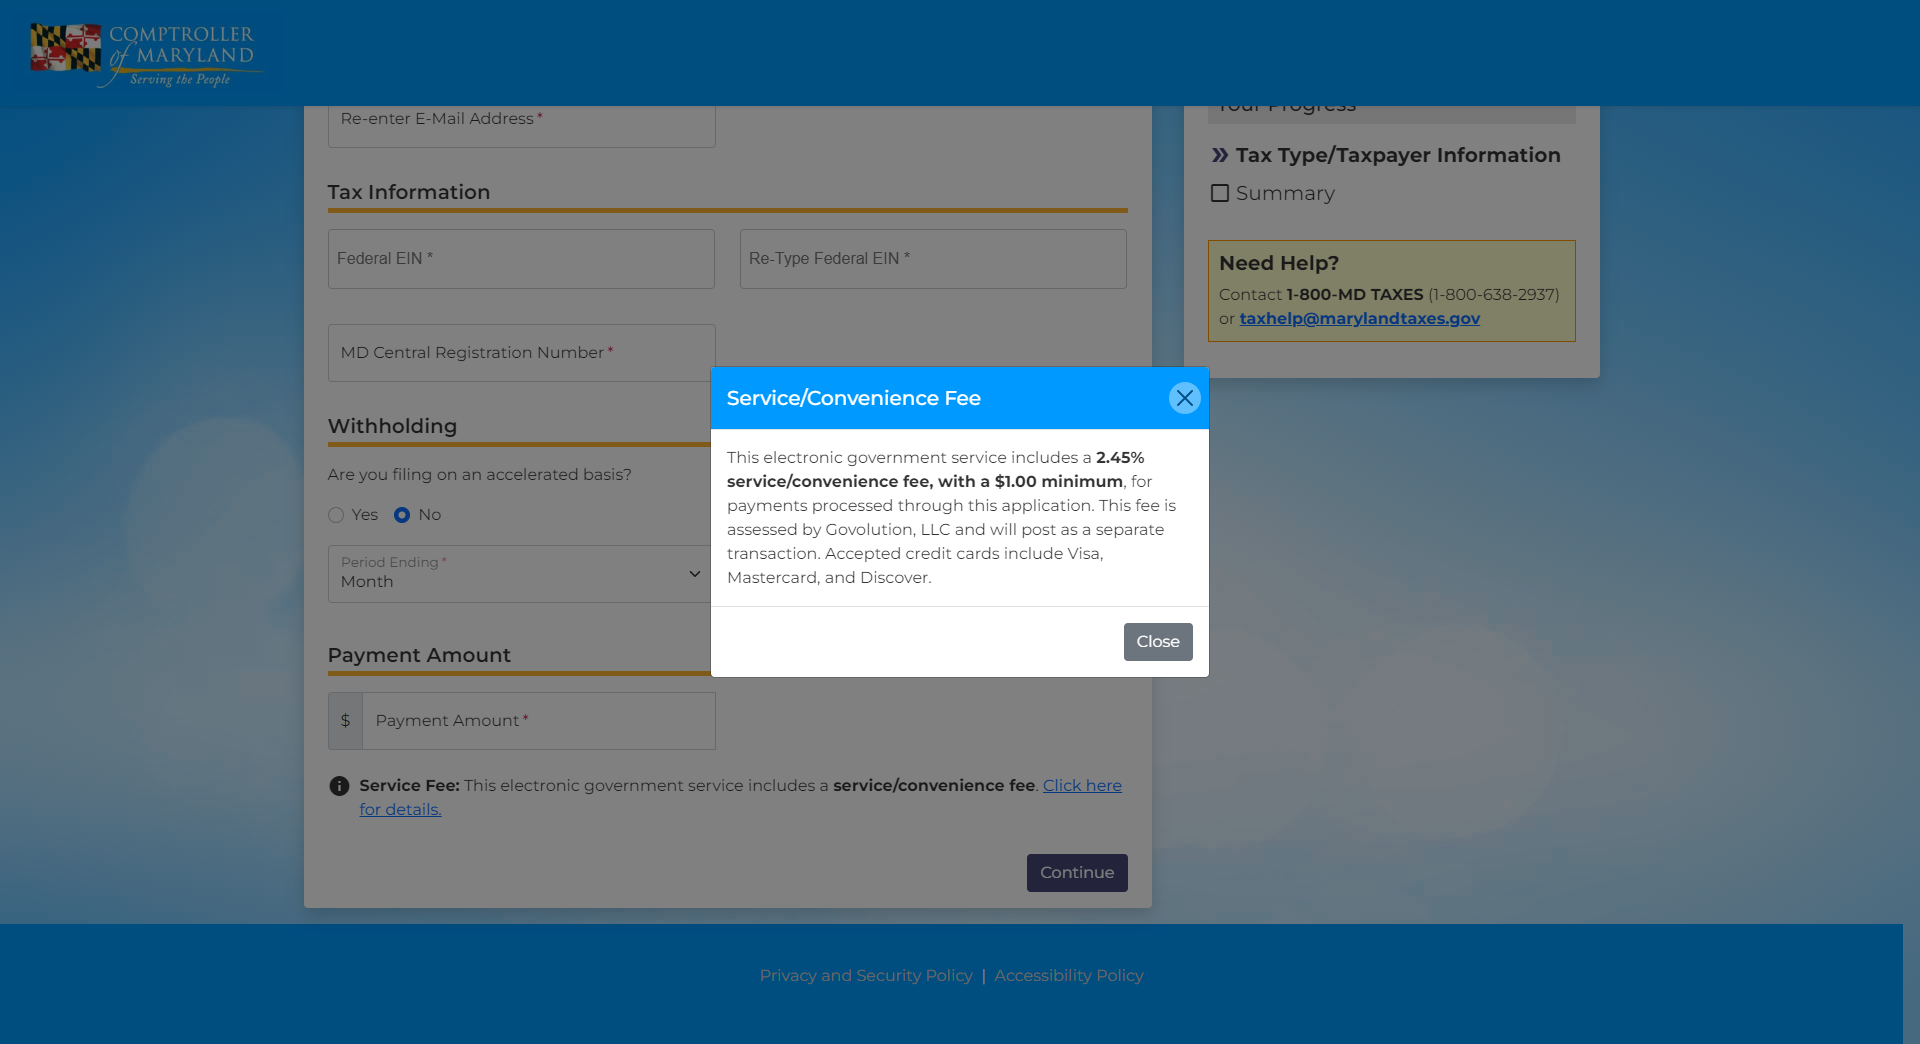 COMPTROLLER
of MARYLAND
Serving the People
Re-enter E-Mail Address *
Tax Information
Federal EIN *
Re-Type Federal EIN *
MD Central Registration Number *
Withholding
Are you filing on an accelerated basis?
Yes
No
Period Ending *
Month
Payment Amount
$
Payment Amount *
Service Fee: This electronic government service includes a service/convenience fee. Click here
for details.
Continue
Your Progress
Tax Type/Taxpayer Information
Summary
Need Help?
Contact 1-800-MD TAXES (1-800-638-2937)
or taxhelp@marylandtaxes.gov
Service/Convenience Fee
This electronic government service includes a 2.45%
service/convenience fee, with a $1.00 minimum, for
payments processed through this application. This fee is
assessed by Govolution, LLC and will post as a separate
transaction. Accepted credit cards include Visa,
Mastercard, and Discover.
Close
Privacy and Security Policy | Accessibility Policy